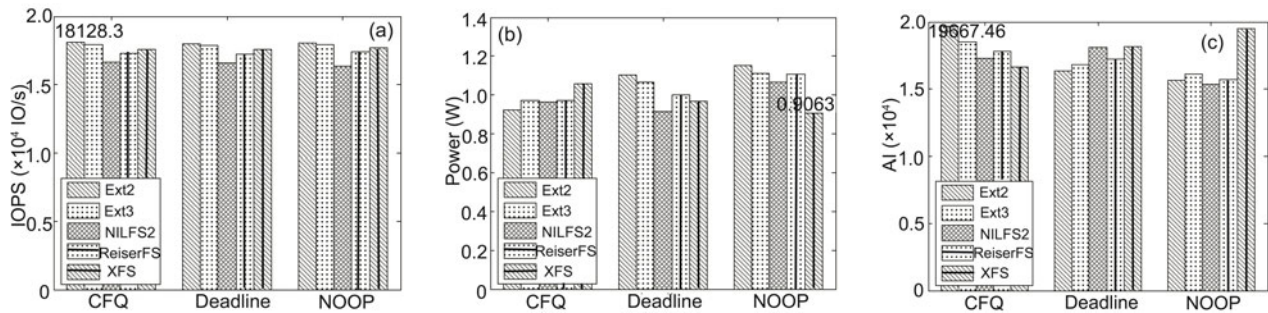 2.0
18128.3
(a)
1.5
1.0
0.5
0
IOPS (×10⁴ IO/s)
Ext2
Ext3
NILFS2
ReiserFS
XFS
CFQ
Deadline
NOOP
1.4
(b)
1.2
1.0
0.9063
0.8
0.6
0.4
0.2
0
Power (W)
Ext2
Ext3
NILFS2
ReiserFS
XFS
CFQ
Deadline
NOOP
2.0
19667.46
(c)
1.5
1.0
0.5
0
AI (×10⁴)
Ext2
Ext3
NILFS2
ReiserFS
XFS
CFQ
Deadline
NOOP